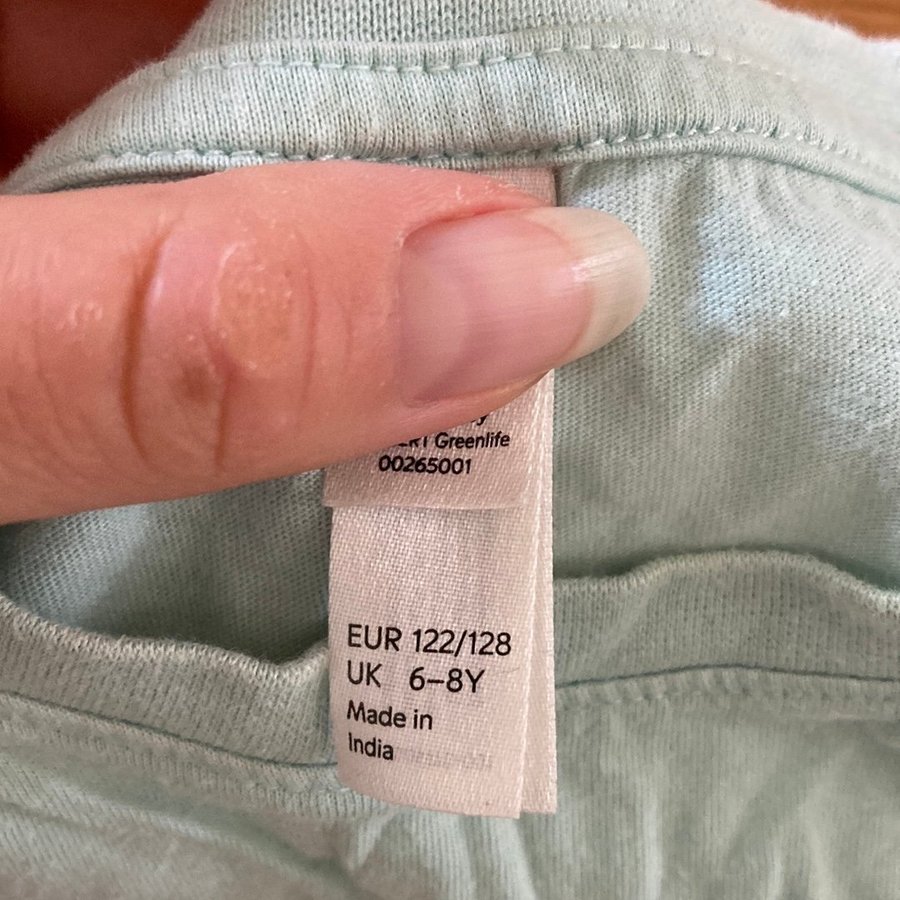 Greenlife
00265001
EUR 122/128
UK 6–8Y
Made in
India